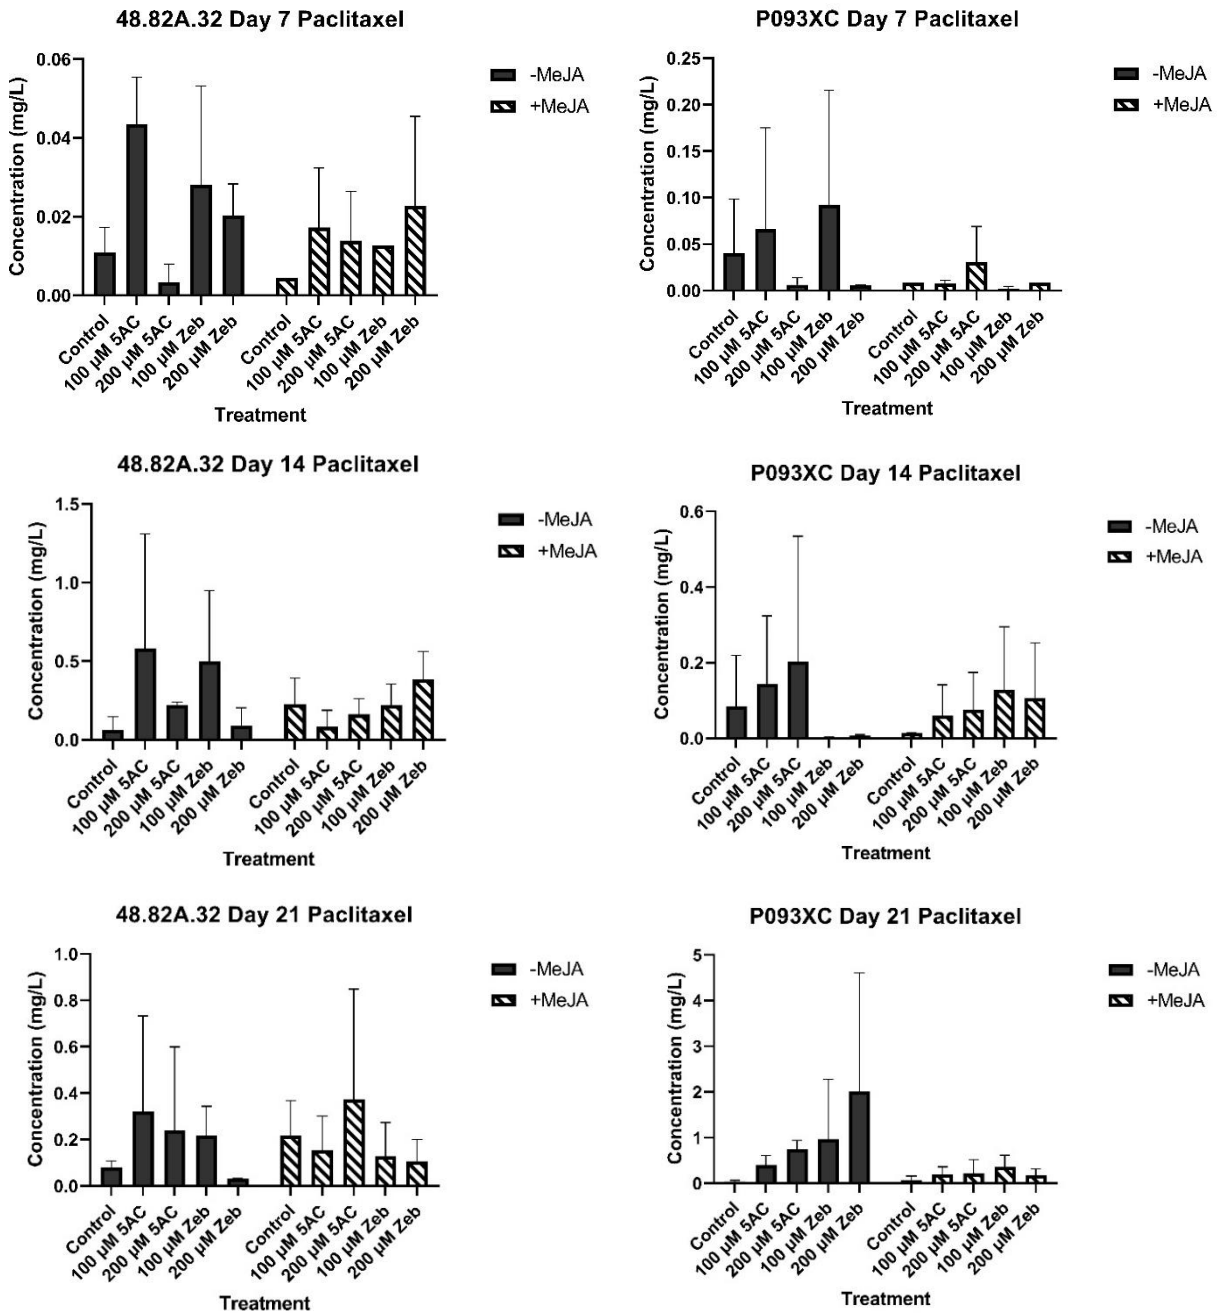 48.82A.32 Day 7 Paclitaxel
Concentration (mg/L)
0.06
0.04
0.02
0.00
Control
100 µM 5AC
200 µM 5AC
100 µM Zeb
200 µM Zeb
Control
100 µM 5AC
200 µM 5AC
100 µM Zeb
200 µM Zeb
Treatment
-MeJA
+MeJA
P093XC Day 7 Paclitaxel
Concentration (mg/L)
0.25
0.20
0.15
0.10
0.05
0.00
Control
100 µM 5AC
200 µM 5AC
100 µM Zeb
200 µM Zeb
Control
100 µM 5AC
200 µM 5AC
100 µM Zeb
200 µM Zeb
Treatment
-MeJA
+MeJA
48.82A.32 Day 14 Paclitaxel
Concentration (mg/L)
1.5
1.0
0.5
0.0
Control
100 µM 5AC
200 µM 5AC
100 µM Zeb
200 µM Zeb
Control
100 µM 5AC
200 µM 5AC
100 µM Zeb
200 µM Zeb
Treatment
-MeJA
+MeJA
P093XC Day 14 Paclitaxel
Concentration (mg/L)
0.6
0.4
0.2
0.0
Control
100 µM 5AC
200 µM 5AC
100 µM Zeb
200 µM Zeb
Control
100 µM 5AC
200 µM 5AC
100 µM Zeb
200 µM Zeb
Treatment
-MeJA
+MeJA
48.82A.32 Day 21 Paclitaxel
Concentration (mg/L)
1.0
0.8
0.6
0.4
0.2
0.0
Control
100 µM 5AC
200 µM 5AC
100 µM Zeb
200 µM Zeb
Control
100 µM 5AC
200 µM 5AC
100 µM Zeb
200 µM Zeb
Treatment
-MeJA
+MeJA
P093XC Day 21 Paclitaxel
Concentration (mg/L)
5
4
3
2
1
0
Control
100 µM 5AC
200 µM 5AC
100 µM Zeb
200 µM Zeb
Control
100 µM 5AC
200 µM 5AC
100 µM Zeb
200 µM Zeb
Treatment
-MeJA
+MeJA